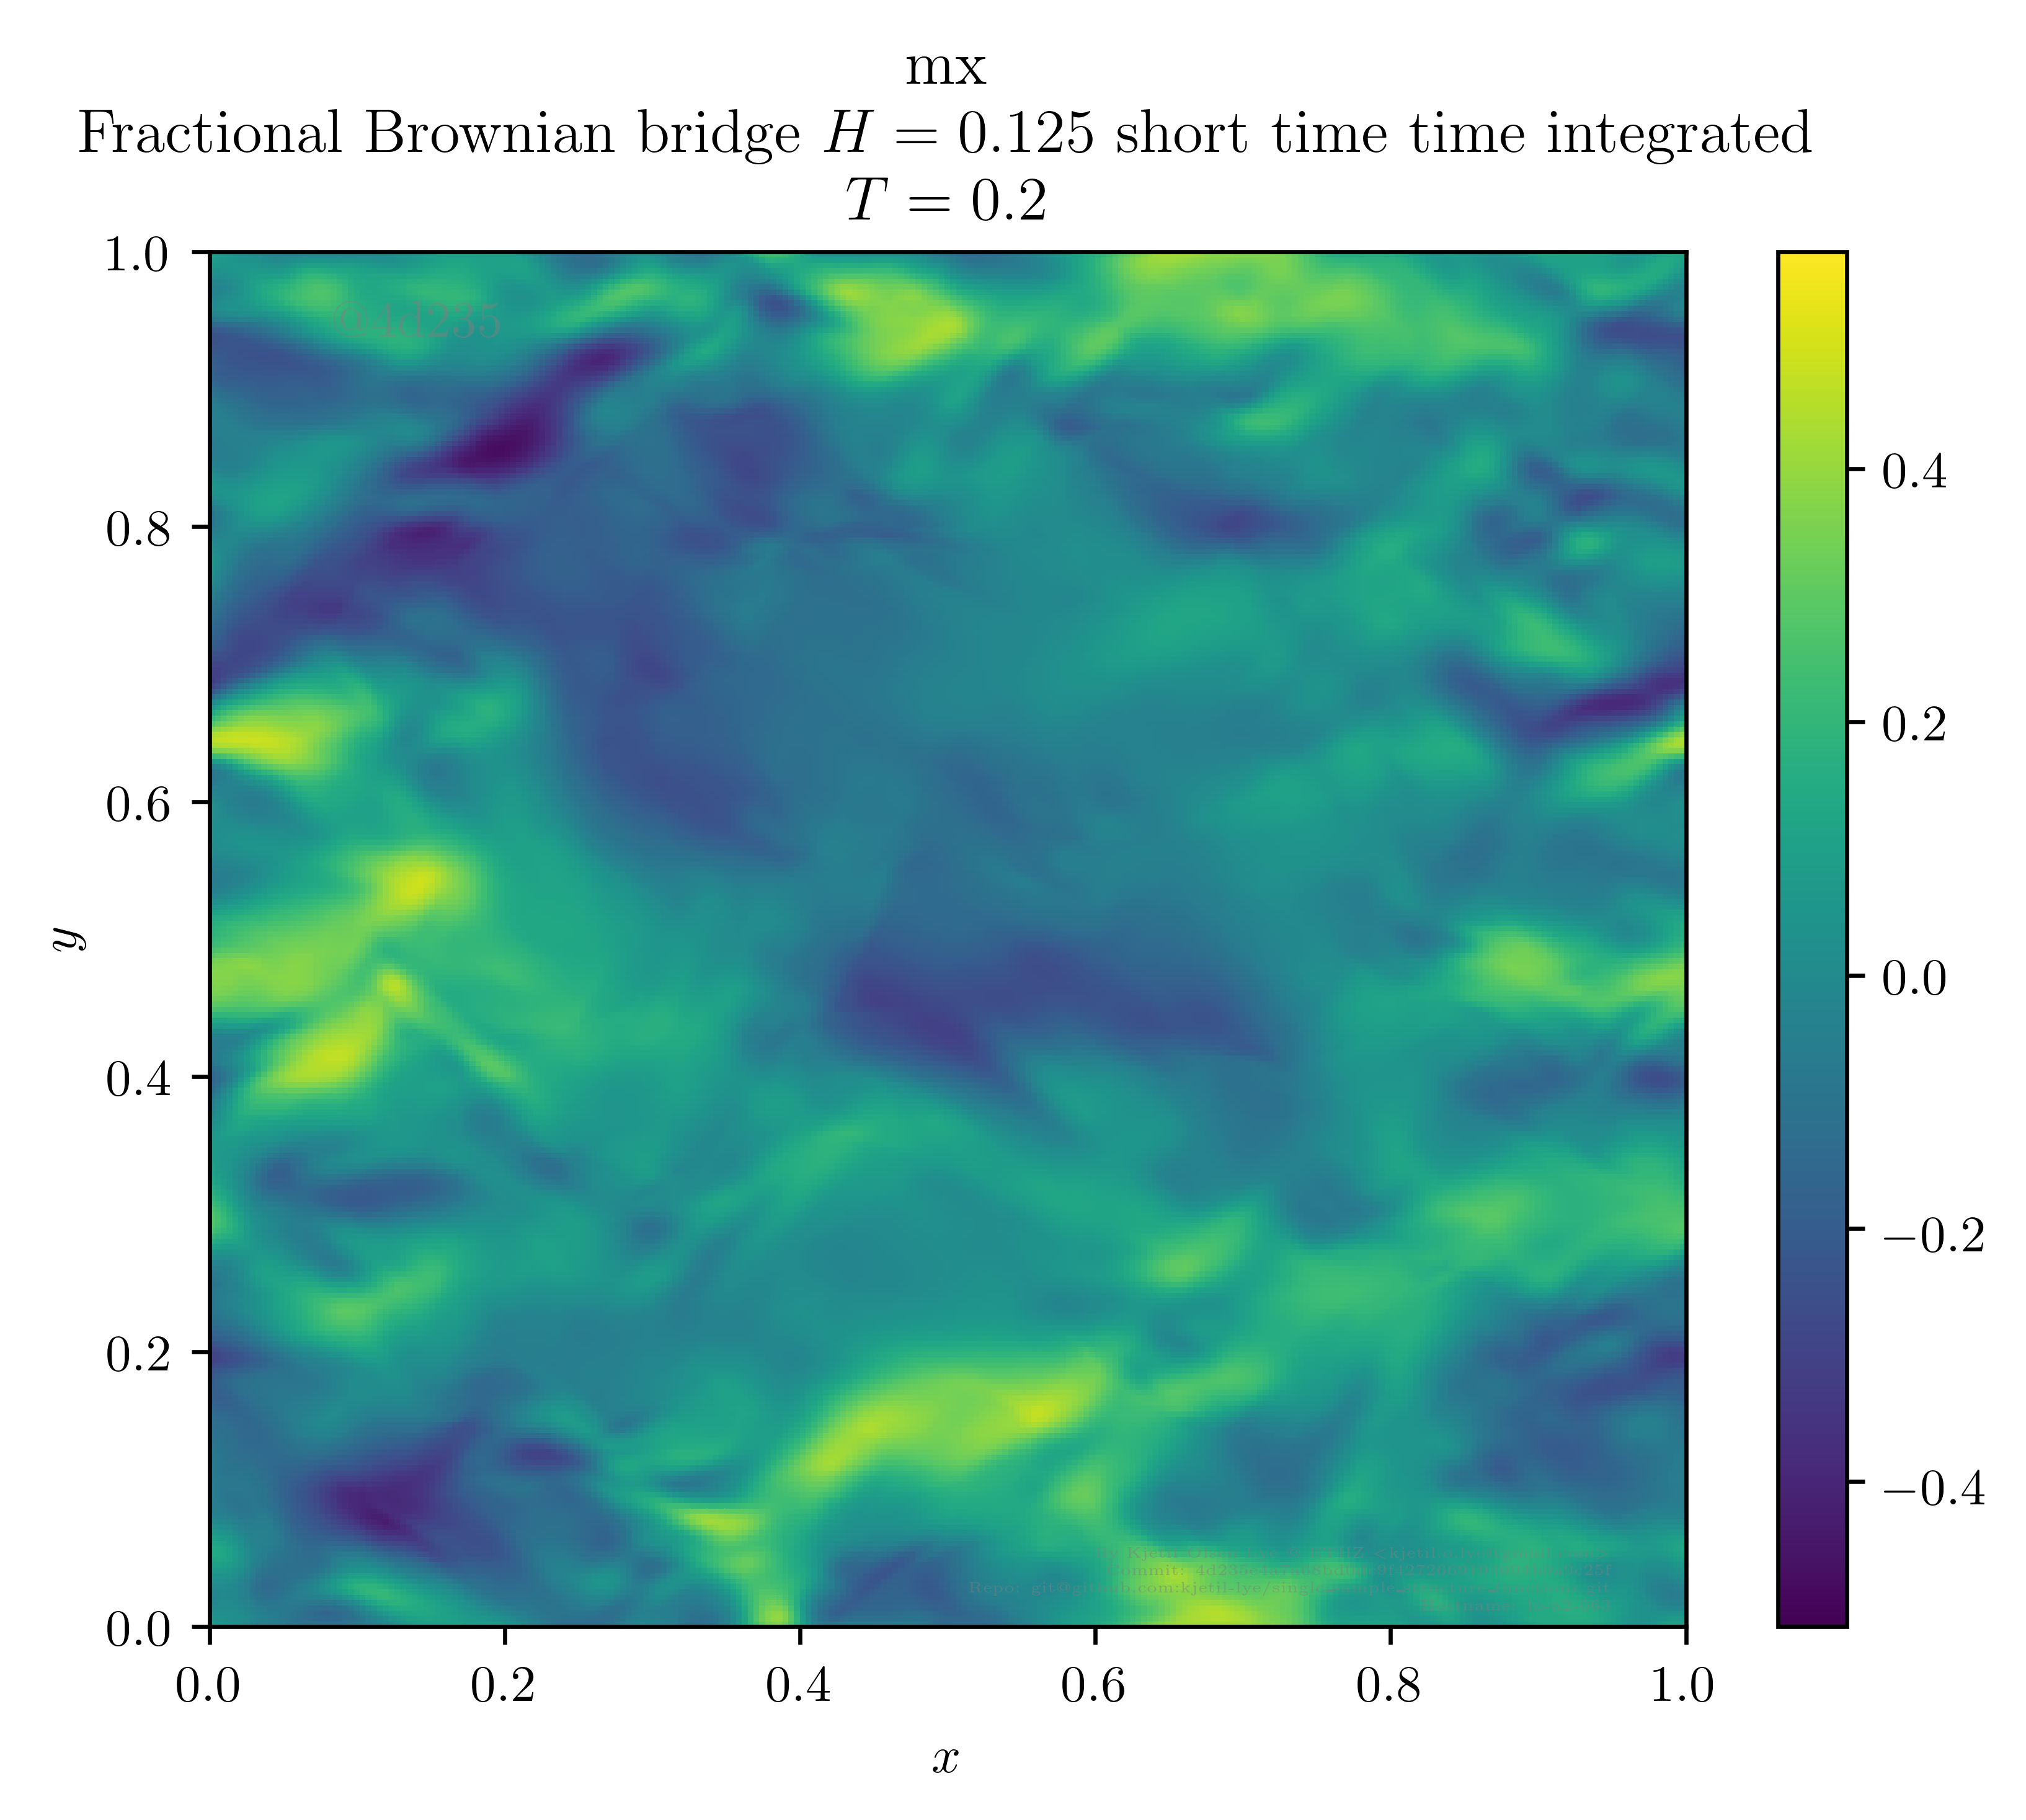 mx
Fractional Brownian bridge H = 0.125 short time time integrated
T = 0.2
©4d235
1.0
0.8
0.6
0.4
0.2
0.0
y
0.0 0.2 0.4 0.6 0.8 1.0
x
0.4
0.2
0.0
−0.2
−0.4
Commit:
Repo: